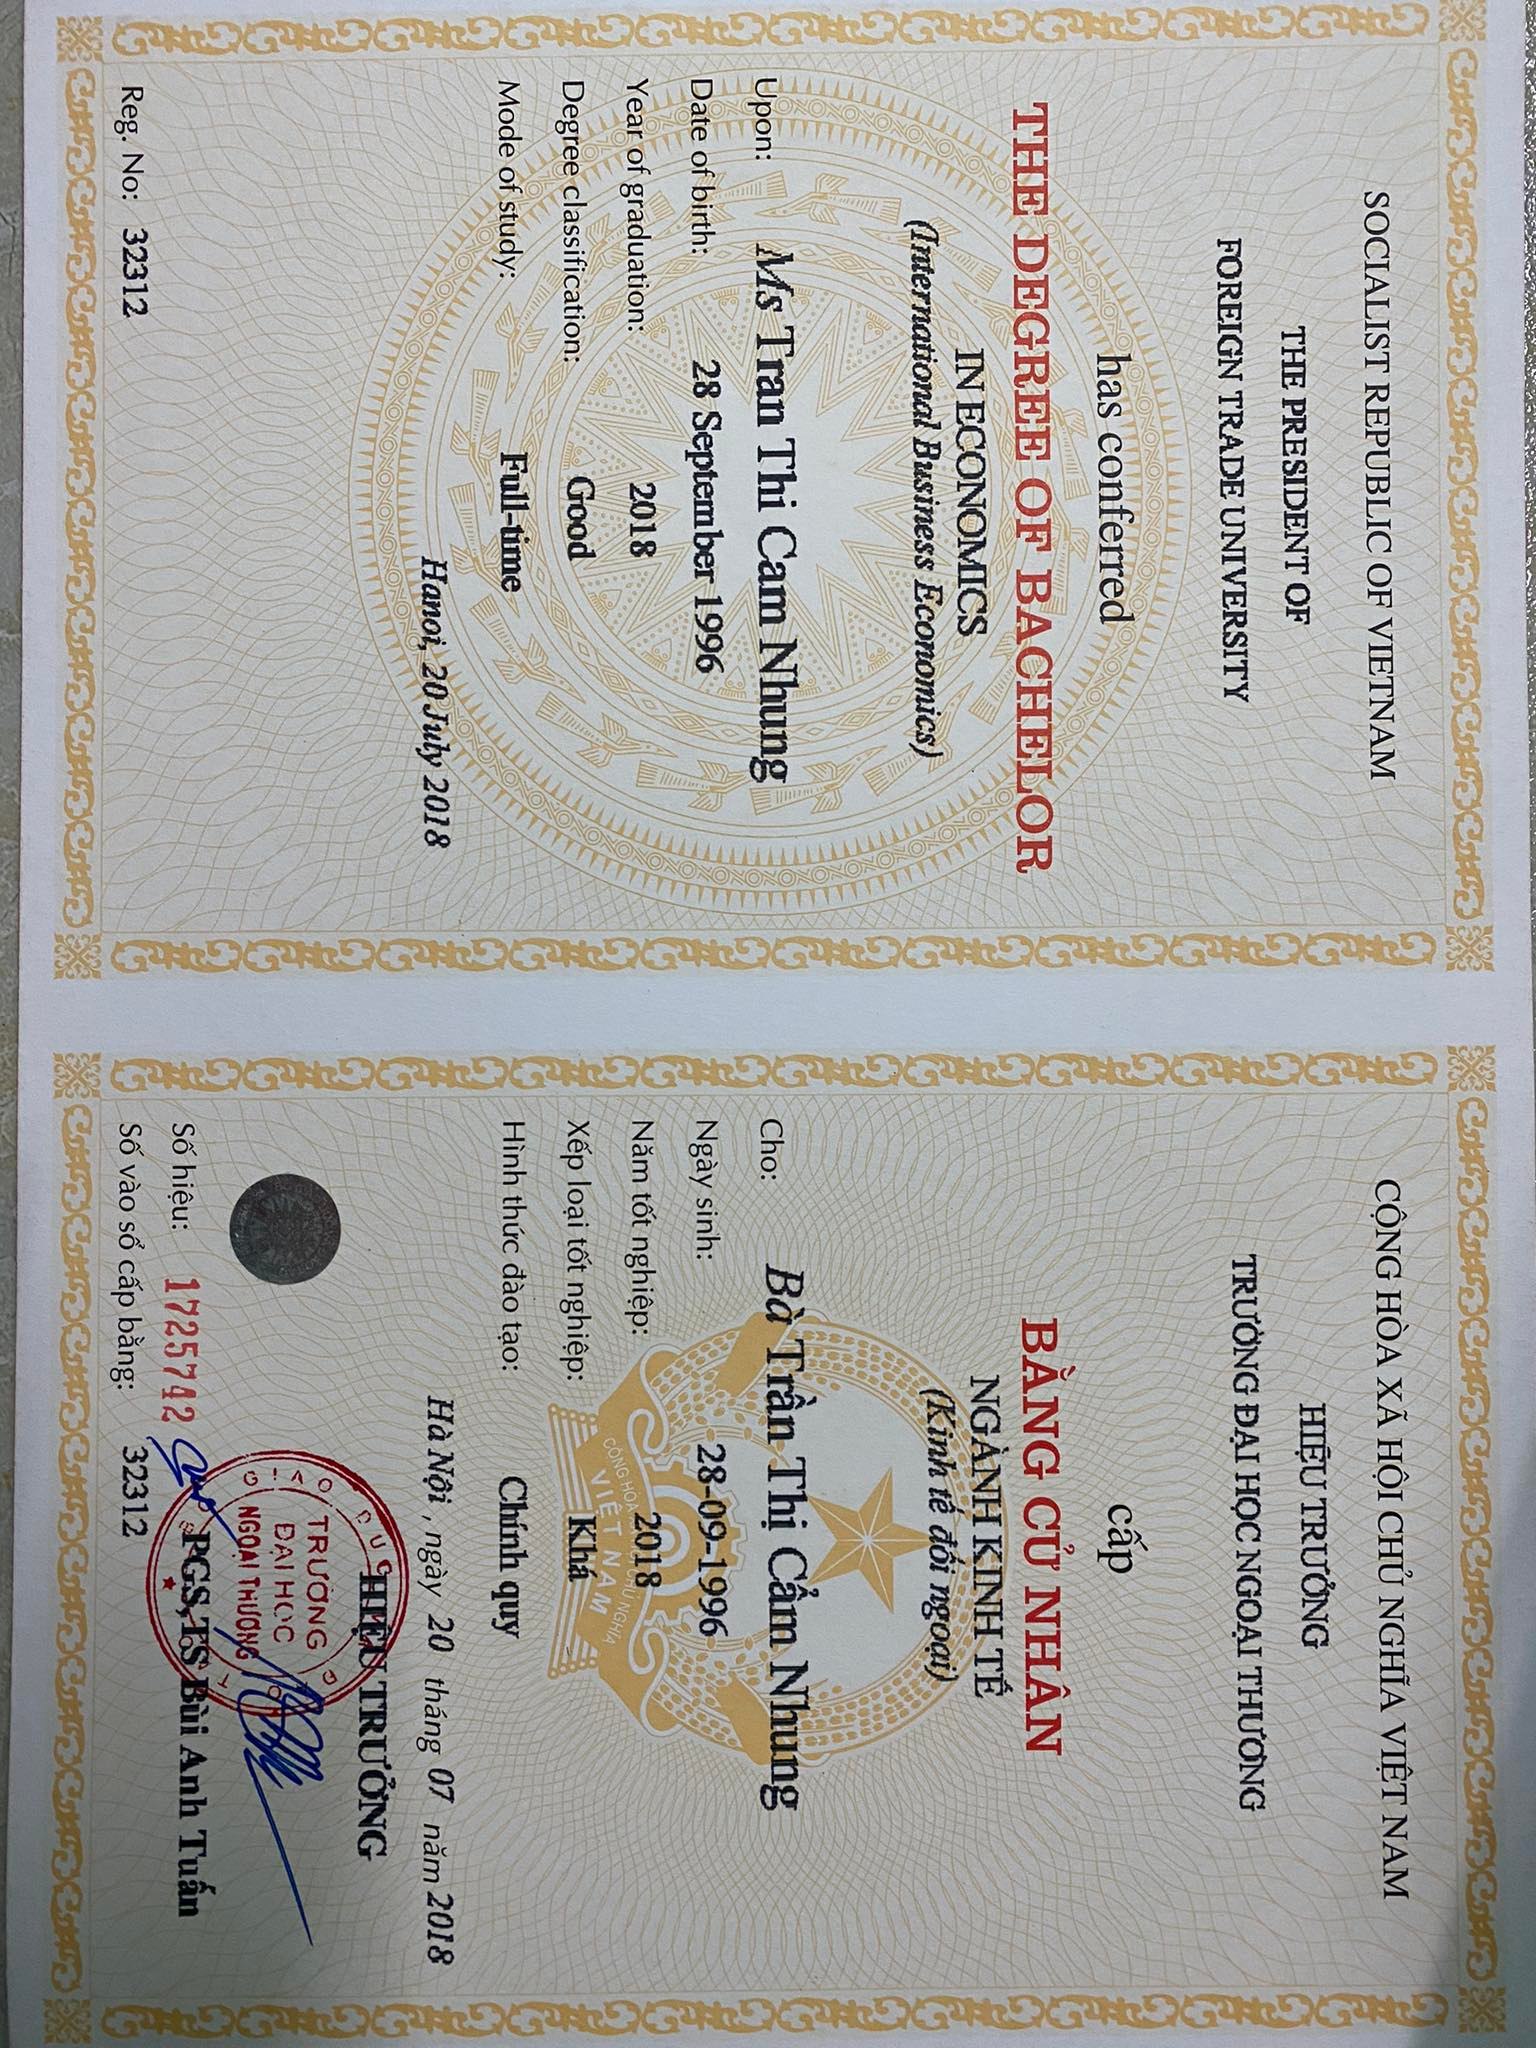 SOCIALIST REPUBLIC OF VIETNAM
THE PRESIDENT OF
FOREIGN TRADE UNIVERSITY
has conferred
THE DEGREE OF BACHELOR
IN ECONOMICS
(International Business Economics)
Upon: Ms Tran Thi Cam Nhung
Date of birth: 28 September 1996
Year of graduation: 2018
Degree classification: Good
Mode of study: Full-time
Hanoi, 20 July 2018
Reg. No: 32312
CỘNG HÒA XÃ HỘI CHỦ NGHĨA VIỆT NAM
HIỆU TRƯỞNG
TRƯỜNG ĐẠI HỌC NGOẠI THƯƠNG
cấp
BẰNG CỬ NHÂN
NGÀNH KINH TẾ
(Kinh tế đối ngoại)
Cho: Bà Trần Thị Cẩm Nhung
Ngày sinh: 28-09-1996
Năm tốt nghiệp: 2018
CỘNG HÒA CHỦ NGHĨA
VIỆT NAM
Xếp loại tốt nghiệp: Khá
Hình thức đào tạo: Chính quy
Hà Nội, ngày 20 tháng 07 năm 2018
HIỆU TRƯỞNG
TRƯỜNG
ĐẠI HỌC
NGOẠI THƯƠNG
PGS,TS Bùi Anh Tuấn
Số hiệu: 1725742
Số vào sổ cấp bằng: 32312